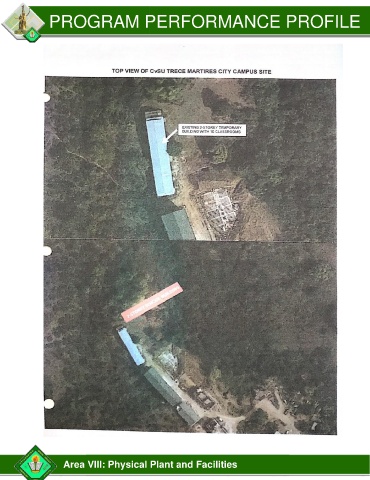 PROGRAM PERFORMANCE PROFILE
TOP VIEW OF CvSU TRECE MARTIRES CITY CAMPUS SITE
EXISTING 2-STOREY TEMPORARY
BUILDING WITH 10 CLASSROOMS
Area VIII: Physical Plant and Facilities